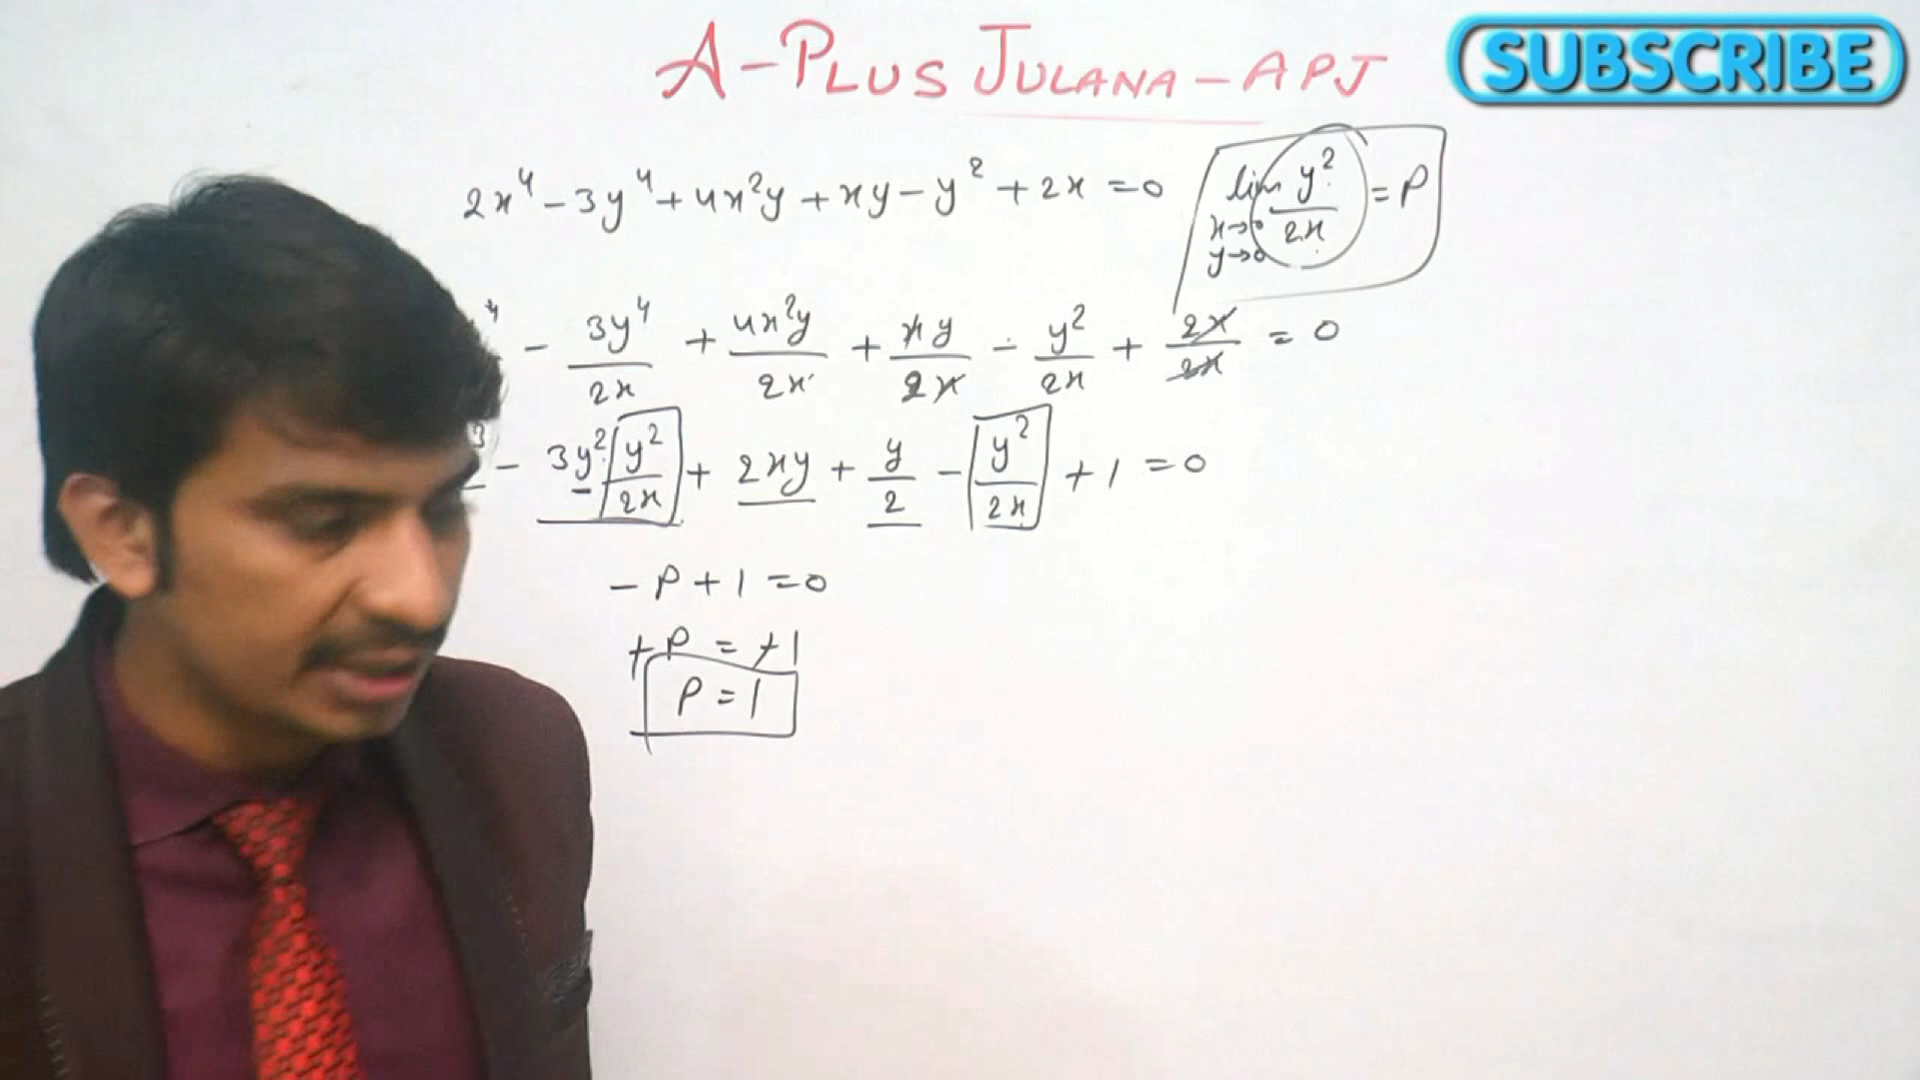 A-PLUS JULANA-APJ
SUBSCRIBE
2x⁴ - 3y⁴ + 4x²y + xy - y² + 2x = 0
lim y²/2x = P
x→0
y→0
⁴ - 3y⁴/2x + 4x²y/2x + xy/2x - y²/2x + 2x/2x = 0
³ - 3y² y²/2x + 2xy + y/2 - y²/2x + 1 = 0
- P + 1 = 0
+P = +1
P = 1